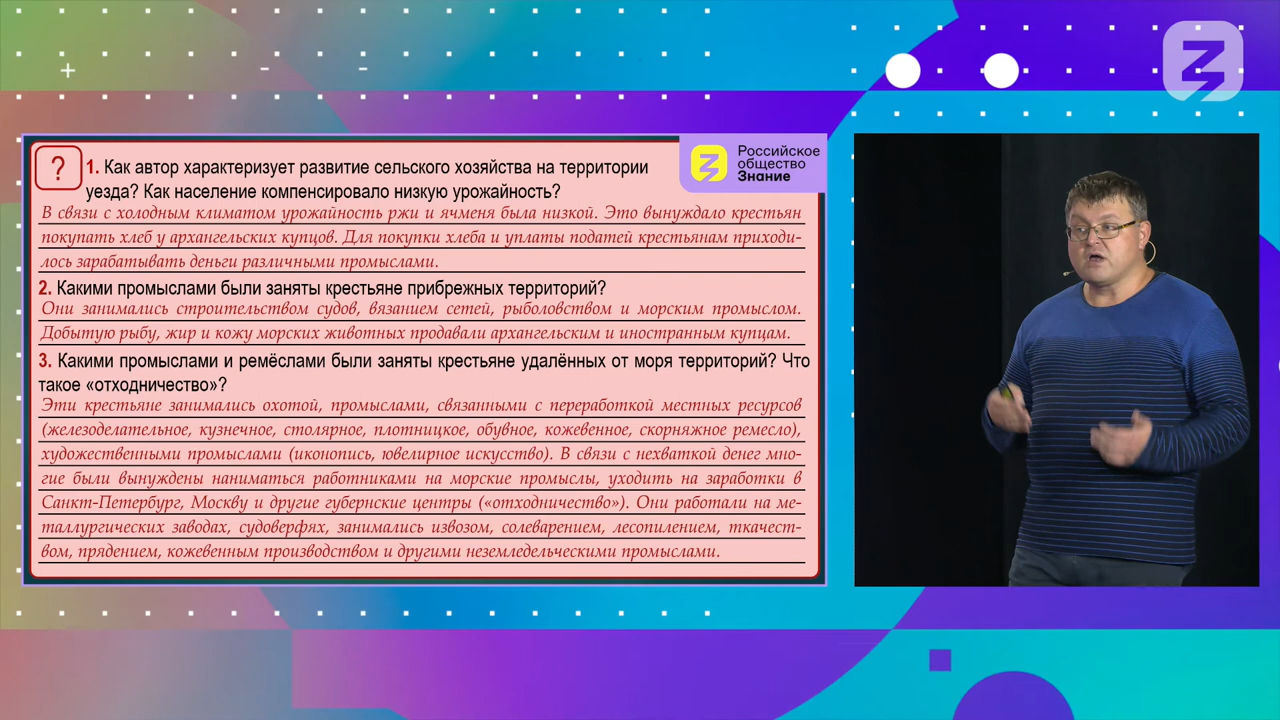 Российское
общество
Знание
?
1. Как автор характеризует развитие сельского хозяйства на территории
уезда? Как население компенсировало низкую урожайность?
В связи с холодным климатом урожайность ржи и ячменя была низкой. Это вынуждало крестьян
покупать хлеб у архангельских купцов. Для покупки хлеба и уплаты податей крестьянам приходи-
лось зарабатывать деньги различными промыслами.
2. Какими промыслами были заняты крестьяне прибрежных территорий?
Они занимались строительством судов, вязанием сетей, рыболовством и морским промыслом.
Добытую рыбу, жир и кожу морских животных продавали архангельским и иностранным купцам.
3. Какими промыслами и ремёслами были заняты крестьяне удалённых от моря территорий? Что
такое «отходничество»?
Эти крестьяне занимались охотой, промыслами, связанными с переработкой местных ресурсов
(железоделательное, кузнечное, столярное, плотницкое, обувное, кожевенное, скорняжное ремесло),
художественными промыслами (иконопись, ювелирное искусство). В связи с нехваткой денег мно-
гие были вынуждены наниматься работниками на морские промыслы, уходить на заработки в
Санкт-Петербург, Москву и другие губернские центры («отходничество»). Они работали на ме-
таллургических заводах, судоверфях, занимались извозом, солеварением, лесопилением, ткачест-
вом, прядением, кожевенным производством и другими неземледельческими промыслами.